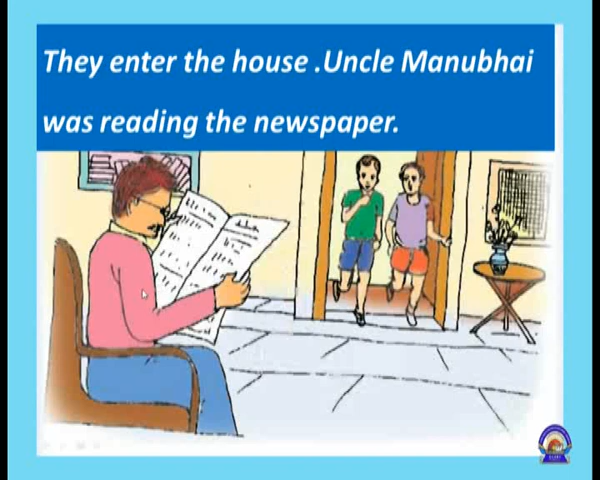 They enter the house .Uncle Manubhai
was reading the newspaper.